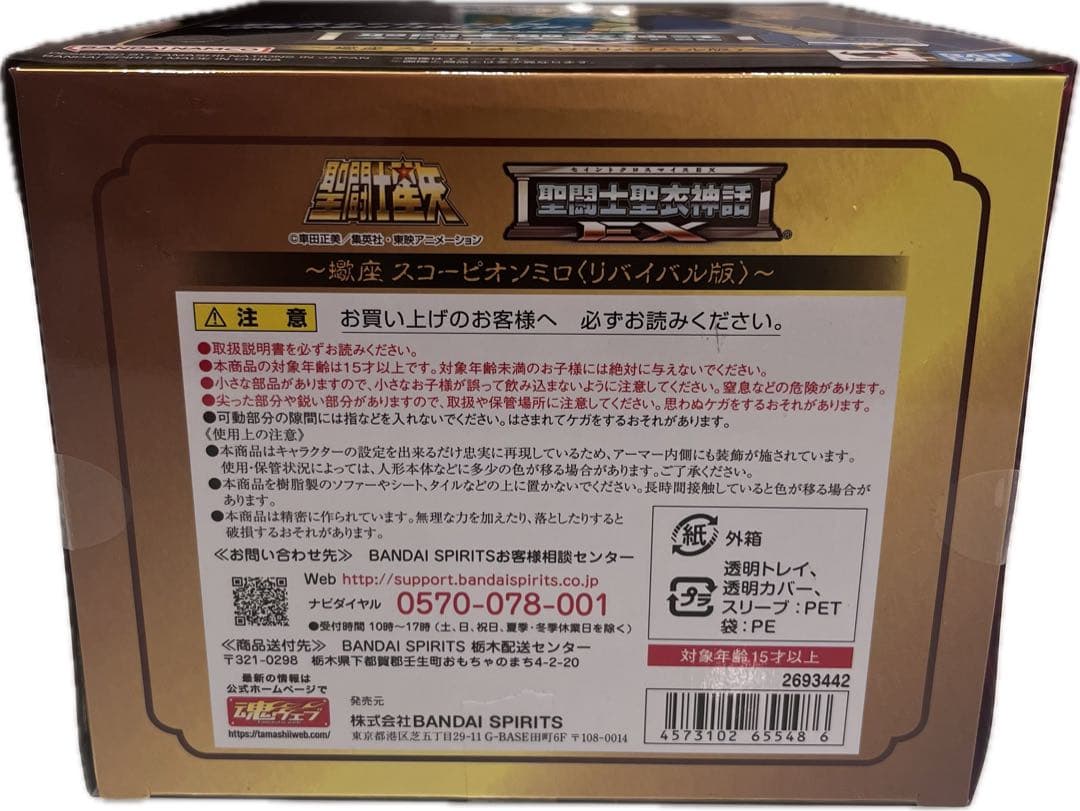 BANDAI NAMCO
～蠍座 スコーピオンミロ〈リバイバル版〉～
聖闘士星矢
セイントクロスマイスEX
聖闘士聖衣神話
EX
©車田正美／集英社・東映アニメーション
～蠍座 スコーピオンミロ〈リバイバル版〉～
⚠ 注 意 お買い上げのお客様へ 必ずお読みください。
●取扱説明書を必ずお読みください。
●本商品の対象年齢は15才以上です。対象年齢未満のお子様には絶対に与えないでください。
●小さな部品がありますので、小さなお子様が誤って飲み込まないように注意してください。窒息などの危険があります。
●尖った部分や鋭い部分がありますので、取扱や保管場所に注意してください。思わぬケガをするおそれがあります。
●可動部分の隙間には指などを入れないでください。はさまれてケガをするおそれがあります。
《使用上の注意》
●本商品はキャラクターの設定を出来るだけ忠実に再現しているため、アーマー内側にも装飾が施されています。
使用・保管状況によっては、人形本体などに多少の色が移る場合があります。ご了承ください。
●本商品を樹脂製のソファーやシート、タイルなどの上に置かないでください。長時間接触していると色が移る場合が
あります。
●本商品は精密に作られています。無理な力を加えたり、落としたりすると
破損するおそれがあります。
≪お問い合わせ先≫ BANDAI SPIRITSお客様相談センター
Web http://support.bandaispirits.co.jp
ナビダイヤル 0570-078-001
●受付時間 10時～17時（土、日、祝日、夏季・冬季休業日を除く）
≪商品送付先≫ BANDAI SPIRITS 栃木配送センター
〒321-0298 栃木県下都賀郡壬生町おもちゃのまち4-2-20
紙 外箱
プラ
透明トレイ、
透明カバー、
スリーブ：PET
袋：PE
対象年齢15才以上
2693442
4573102 65548 6
最新の情報は
公式ホームページで
魂ウェブ
https://tamashiiweb.com/
発売元
株式会社BANDAI SPIRITS
東京都港区芝五丁目29-11 G-BASE田町6F 〒108-0014